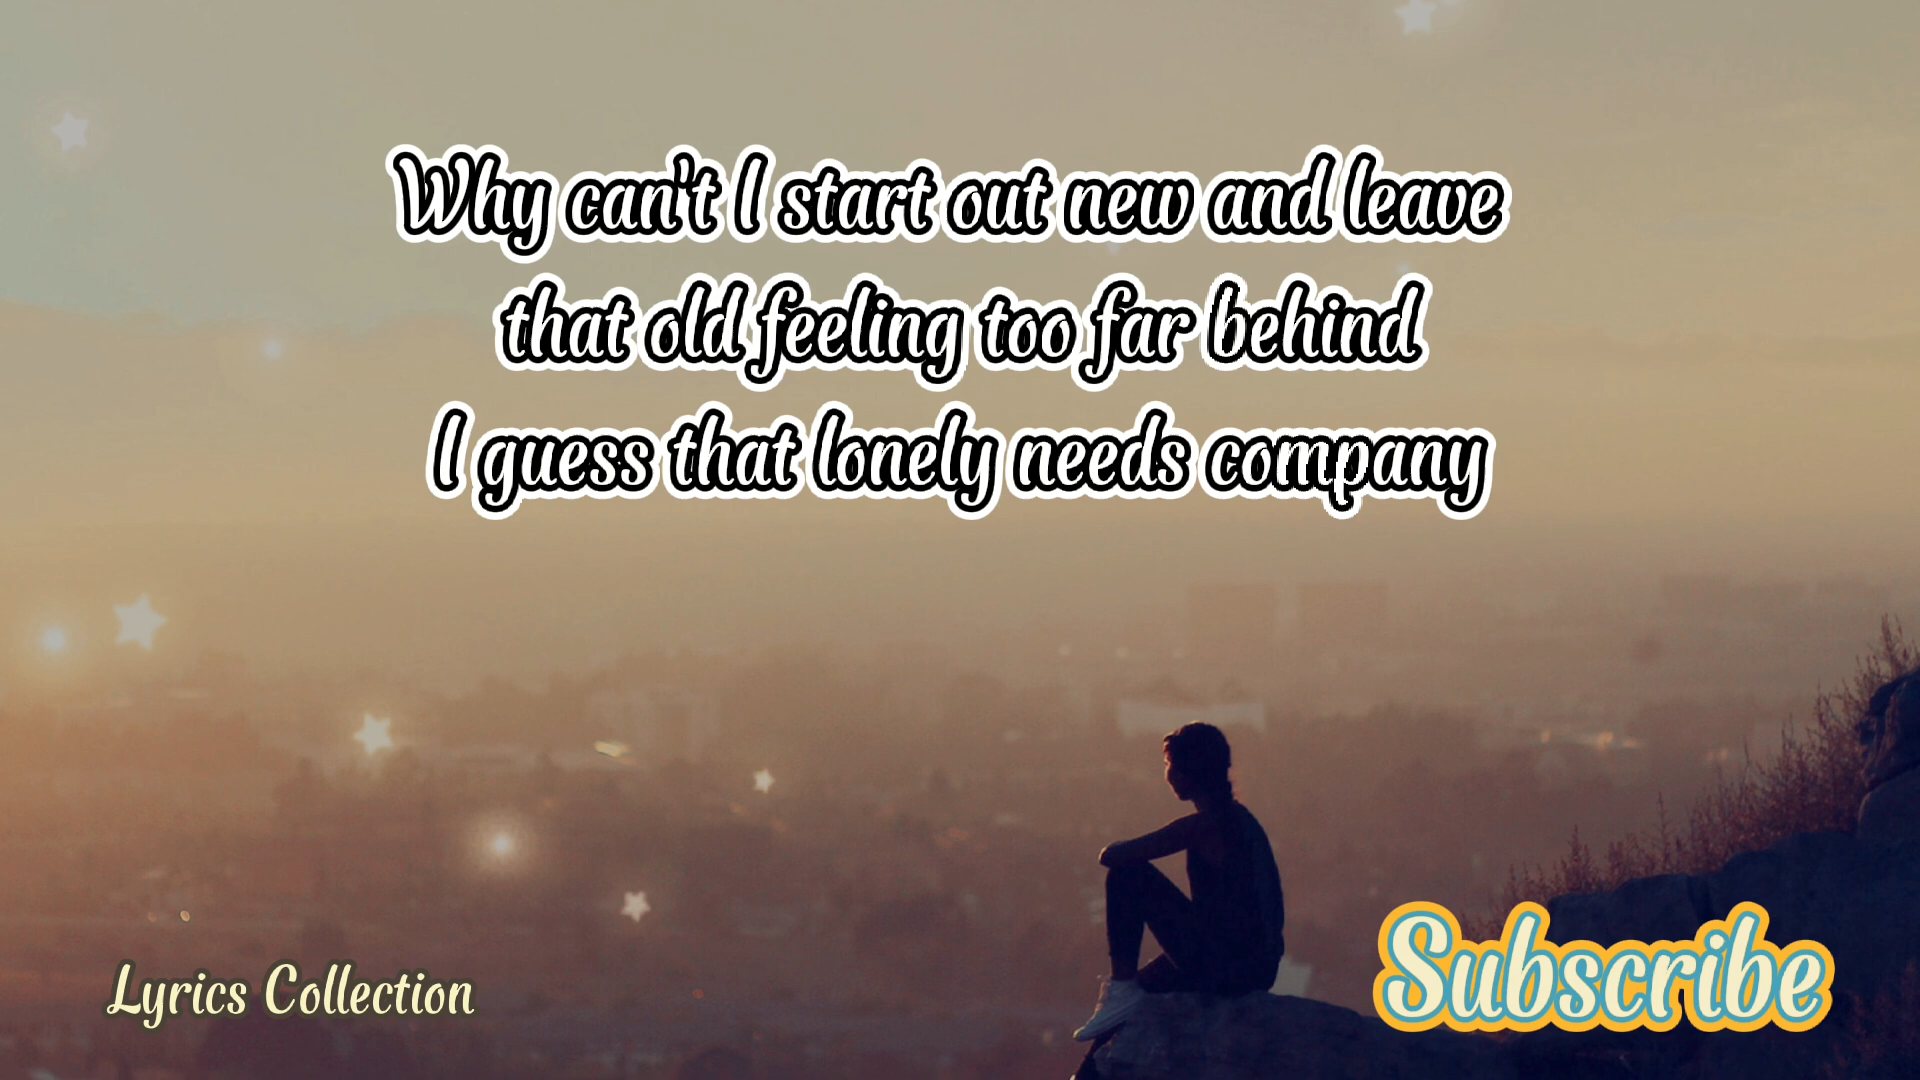 Why can't I start out new and leave
that old feeling too far behind
I guess that lonely needs company
Lyrics Collection
Subscribe